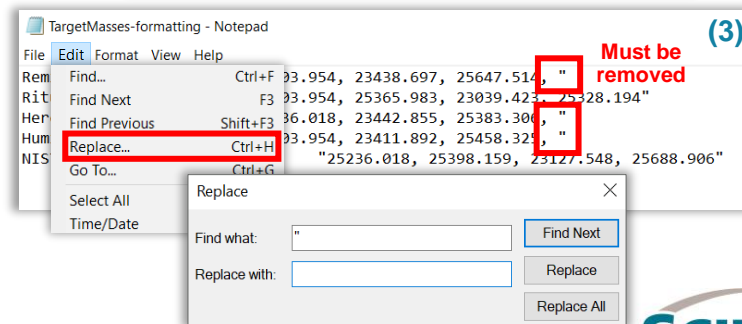 TargetMasses-formatting - Notepad
(3)
File Edit Format View Help
Must be
removed
Find... Ctrl+F
Find Next F3
Find Previous Shift+F3
Replace... Ctrl+H
Go To... Ctrl+G
Select All
Time/Date
Rem 03.954, 23438.697, 25647.514, "
Rit 03.954, 25365.983, 23039.423, 25328.194"
Her 36.018, 23442.855, 25383.306, "
Hum 03.954, 23411.892, 25458.325, "
NIS "25236.018, 25398.159, 23127.548, 25688.906"
Replace
Find what: " Find Next
Replace with: Replace
Replace All